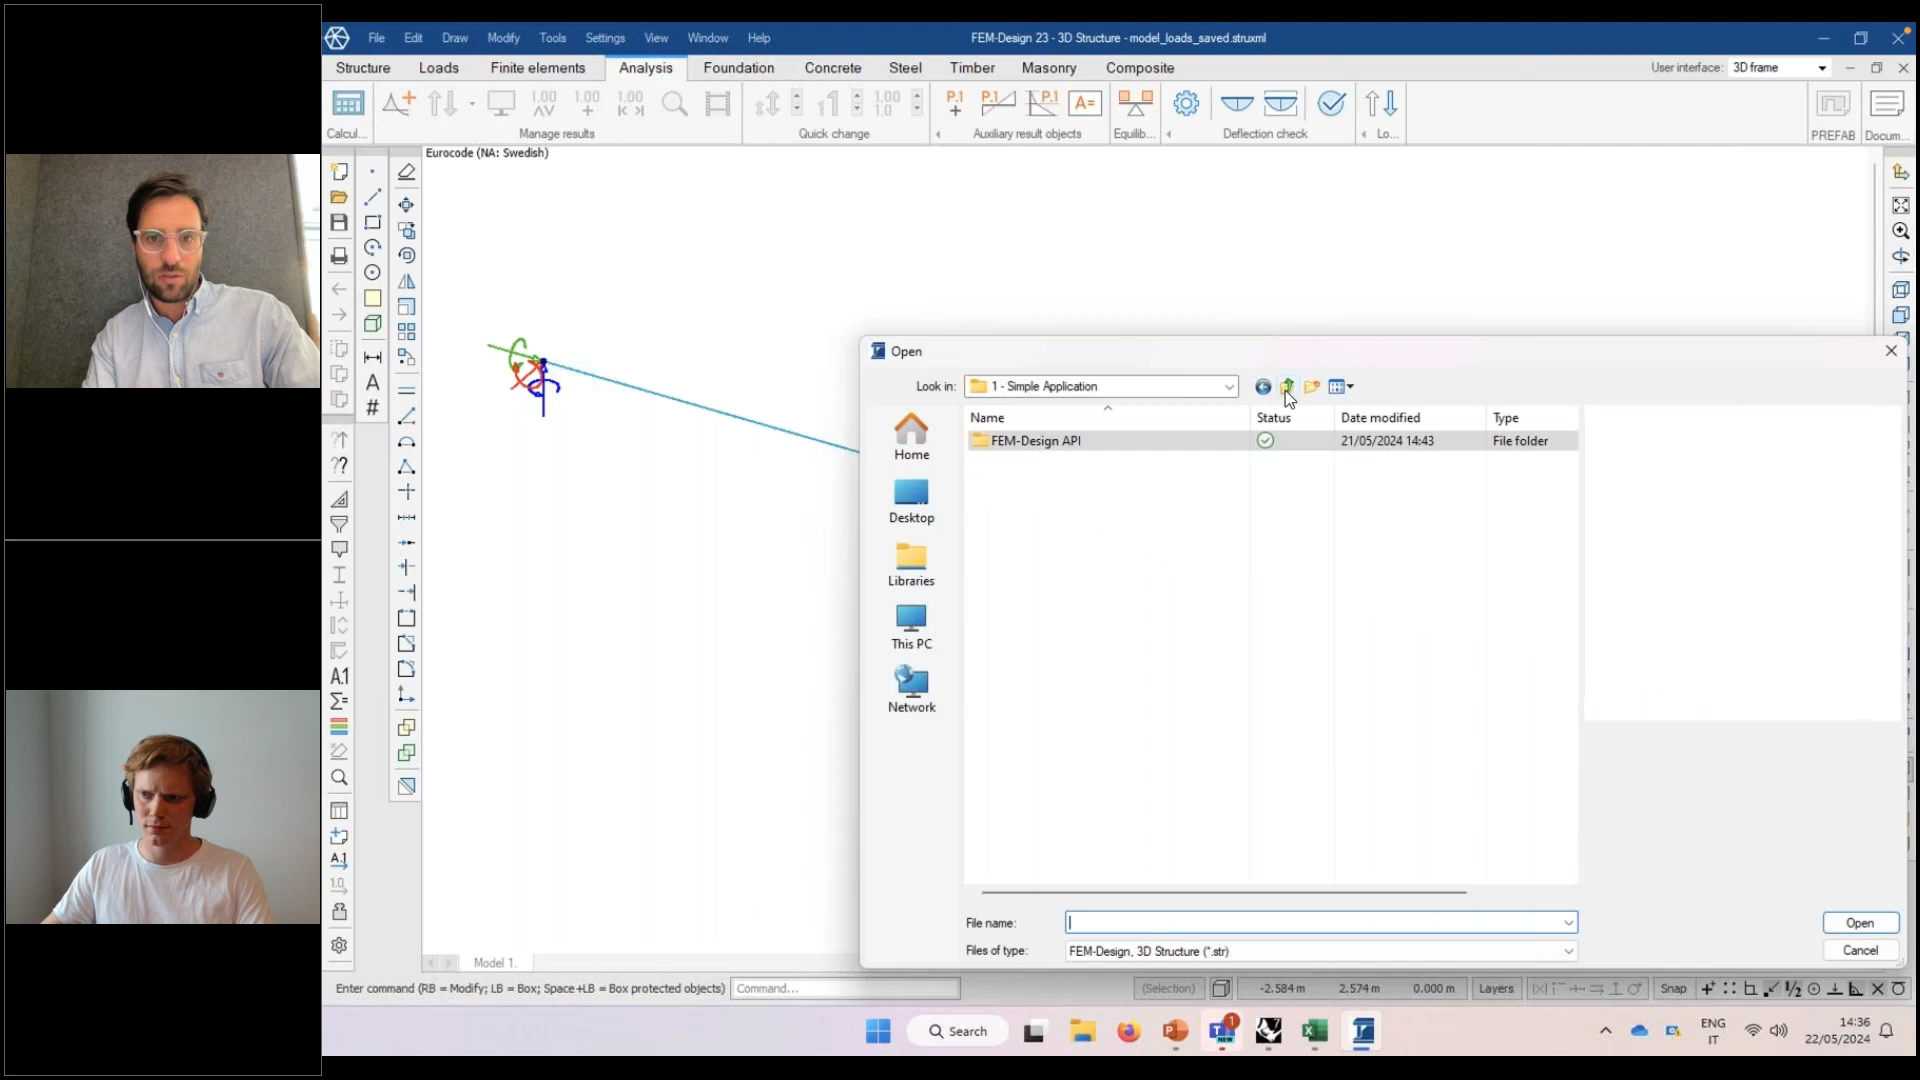 File Edit Draw Modify Tools Settings View Window Help
FEM-Design 23 - 3D Structure - model_loads_saved.struxml
Structure Loads Finite elements Analysis Foundation Concrete Steel Timber Masonry Composite
User interface: 3D frame
Calcul... Manage results Quick change Auxiliary result objects Equilib... Deflection check Lo... PREFAB Docum...
Eurocode (NA: Swedish)
Open
Look in: 1 - Simple Application
Name Status Date modified Type
FEM-Design API 21/05/2024 14:43 File folder
Home
Desktop
Libraries
This PC
Network
File name: Open
Files of type: FEM-Design, 3D Structure (*.str) Cancel
Model 1.
Enter command (RB = Modify; LB = Box; Space+LB = Box protected objects) Command...
(Selection) -2.584 m 2.574 m 0.000 m Layers Snap
Search
ENG
IT
14:36
22/05/2024